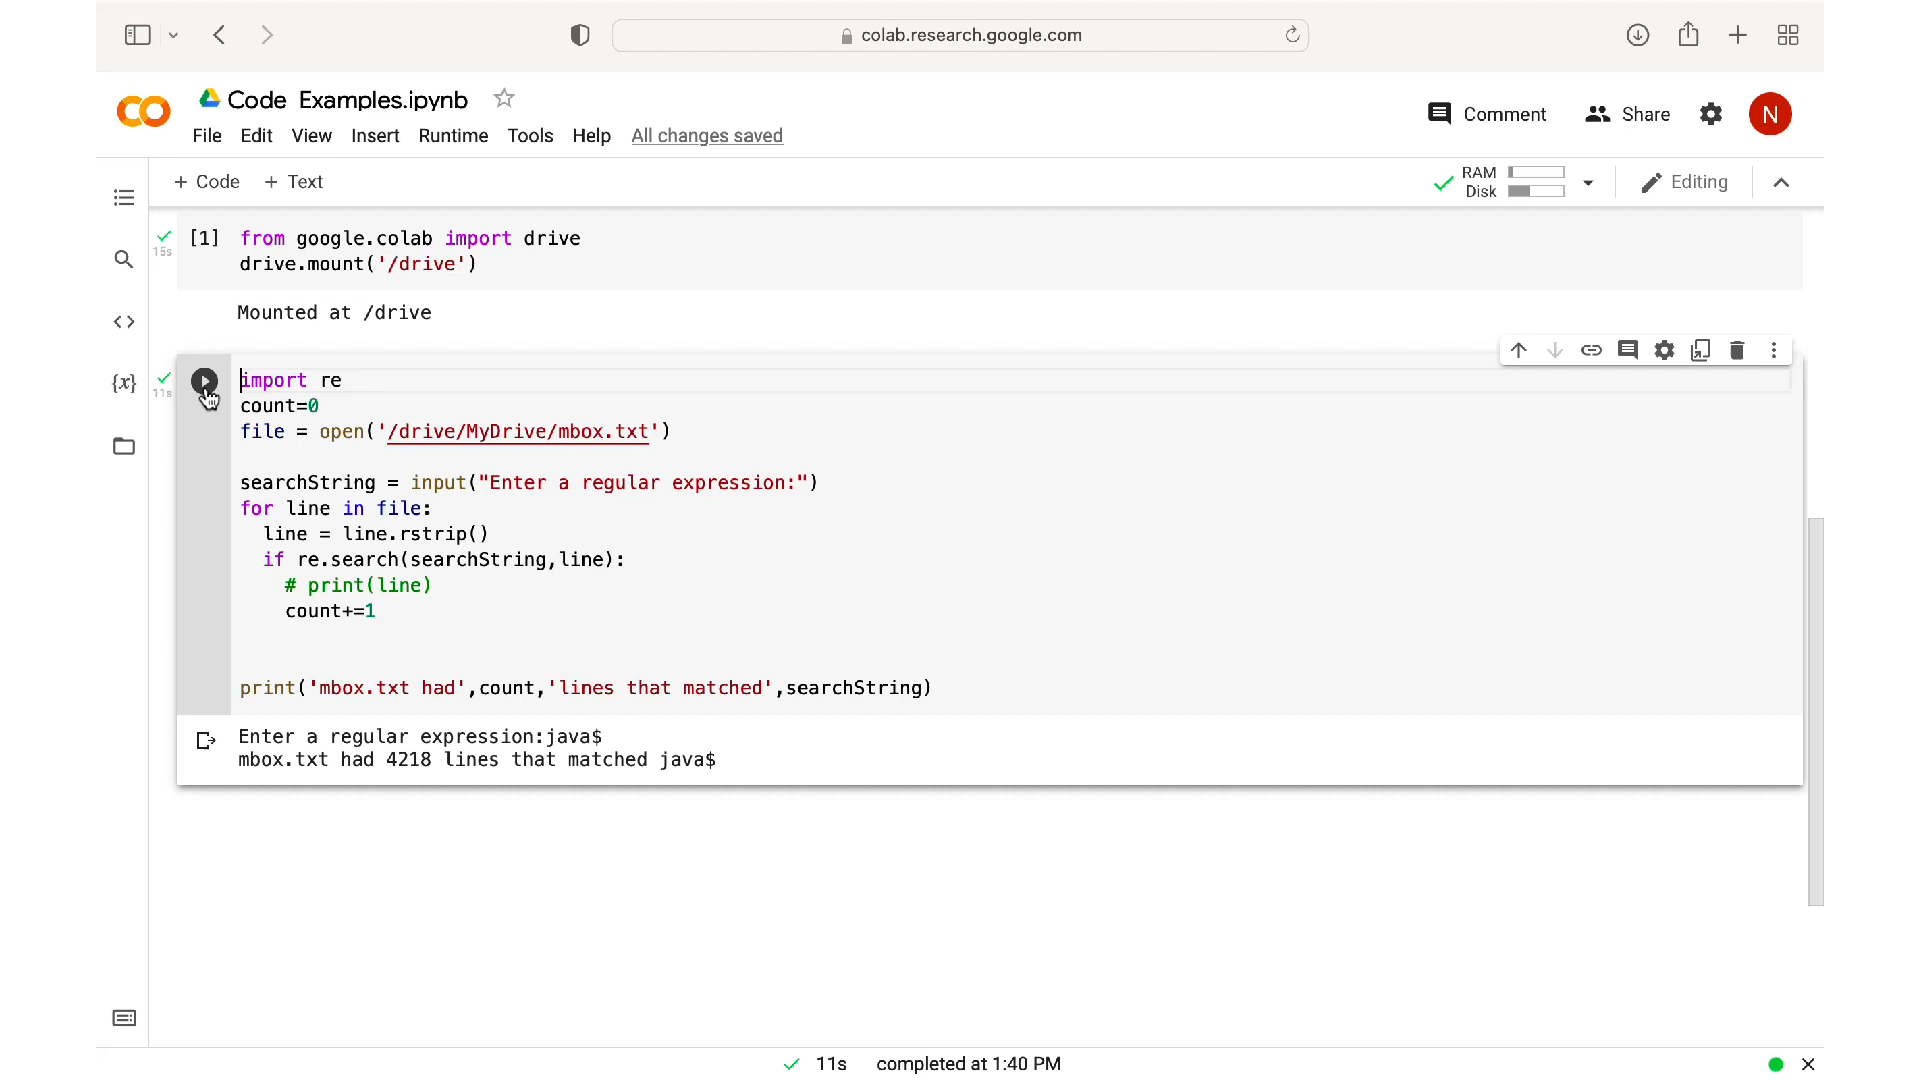 colab.research.google.com
Code Examples.ipynb
File Edit View Insert Runtime Tools Help All changes saved
Comment Share N
+ Code + Text
RAM
Disk
Editing
15s
[1] from google.colab import drive
drive.mount('/drive')
Mounted at /drive
{x}
11s
import re
count=0
file = open('/drive/MyDrive/mbox.txt')
searchString = input("Enter a regular expression:")
for line in file:
line = line.rstrip()
if re.search(searchString,line):
# print(line)
count+=1
print('mbox.txt had',count,'lines that matched',searchString)
Enter a regular expression:java$
mbox.txt had 4218 lines that matched java$
11s completed at 1:40 PM